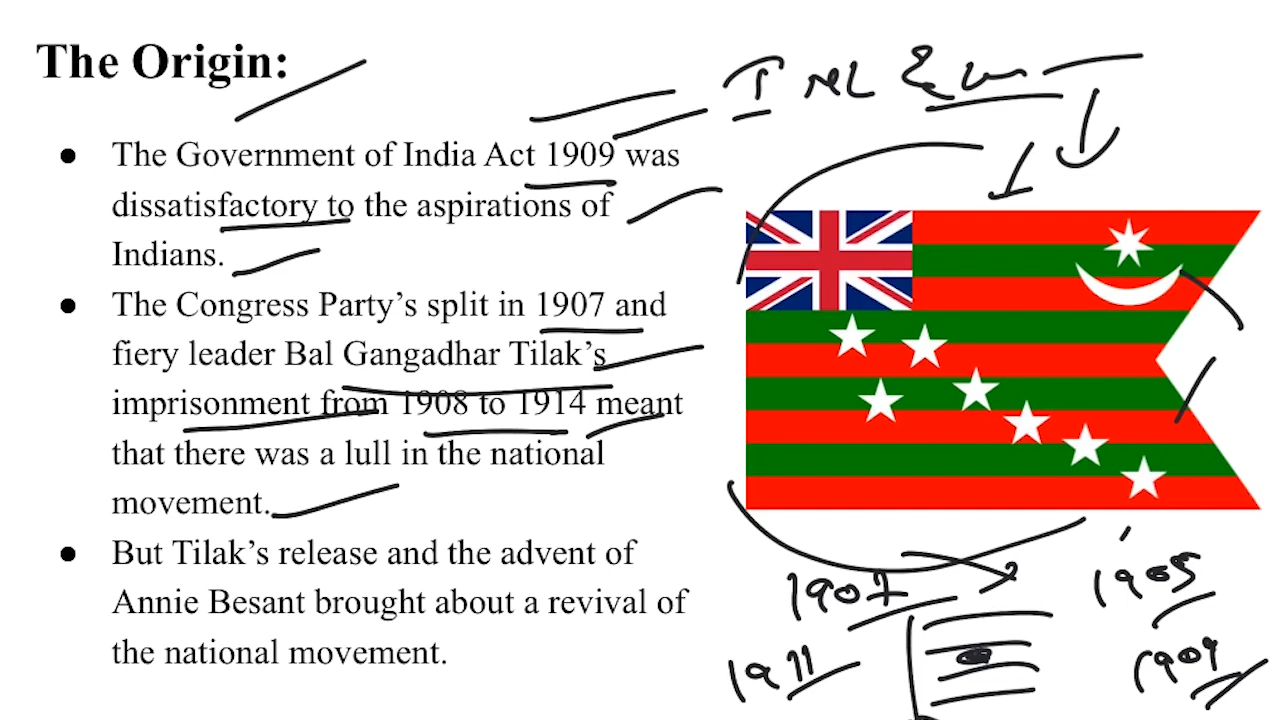 The Origin:
● The Government of India Act 1909 was
dissatisfactory to the aspirations of
Indians.
● The Congress Party’s split in 1907 and
fiery leader Bal Gangadhar Tilak’s
imprisonment from 1908 to 1914 meant
that there was a lull in the national
movement.
● But Tilak’s release and the advent of
Annie Besant brought about a revival of
the national movement.
1907
1905
1911
1909